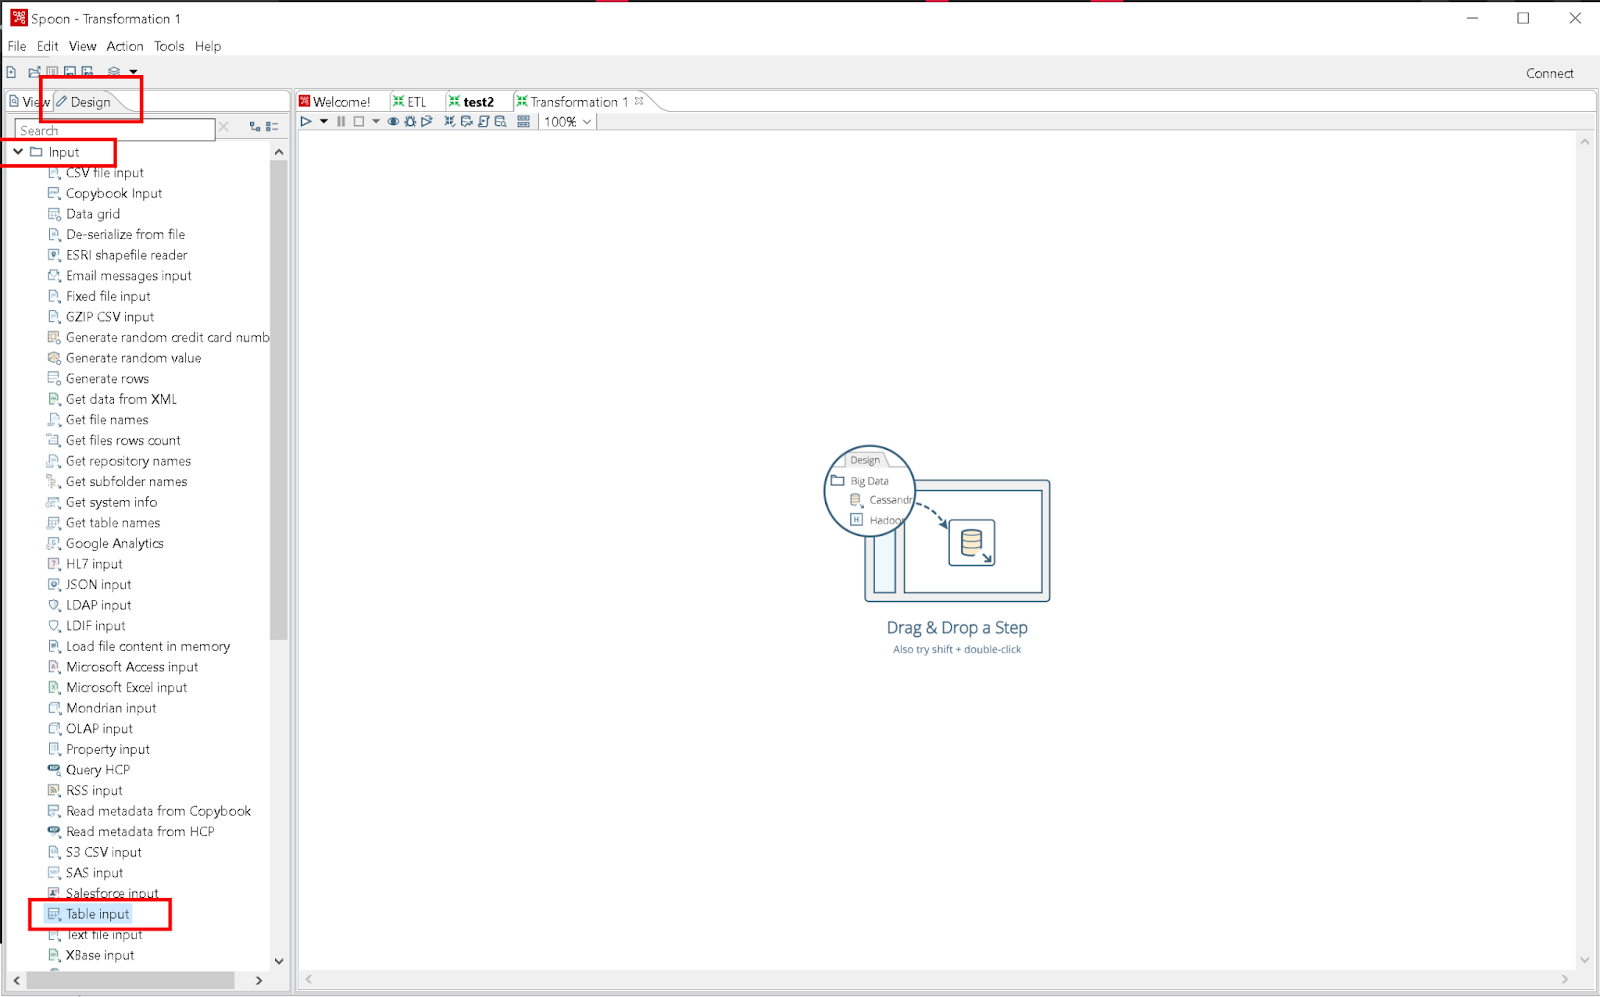 Spoon - Transformation 1
File Edit View Action Tools Help
Connect
View Design
Welcome! ETL test2 Transformation 1
Search
100%
Input
CSV file input
Copybook Input
Data grid
De-serialize from file
ESRI shapefile reader
Email messages input
Fixed file input
GZIP CSV input
Generate random credit card numb
Generate random value
Generate rows
Get data from XML
Get file names
Get files rows count
Get repository names
Get subfolder names
Get system info
Get table names
Google Analytics
HL7 input
JSON input
LDAP input
LDIF input
Load file content in memory
Microsoft Access input
Microsoft Excel input
Mondrian input
OLAP input
Property input
Query HCP
RSS input
Read metadata from Copybook
Read metadata from HCP
S3 CSV input
SAS input
Salesforce input
Table input
Text file input
XBase input
Design
Big Data
Cassandr
Hadoop
Drag & Drop a Step
Also try shift + double-click